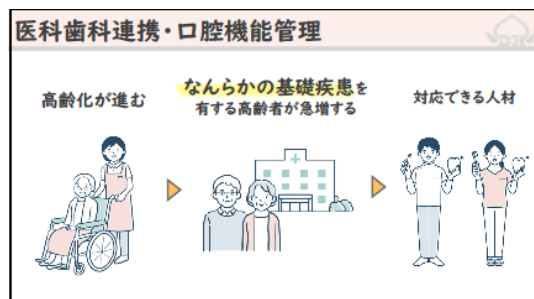 医科歯科連携・口腔機能管理
高齢化が進む
なんらかの基礎疾患を
有する高齢者が急増する
対応できる人材